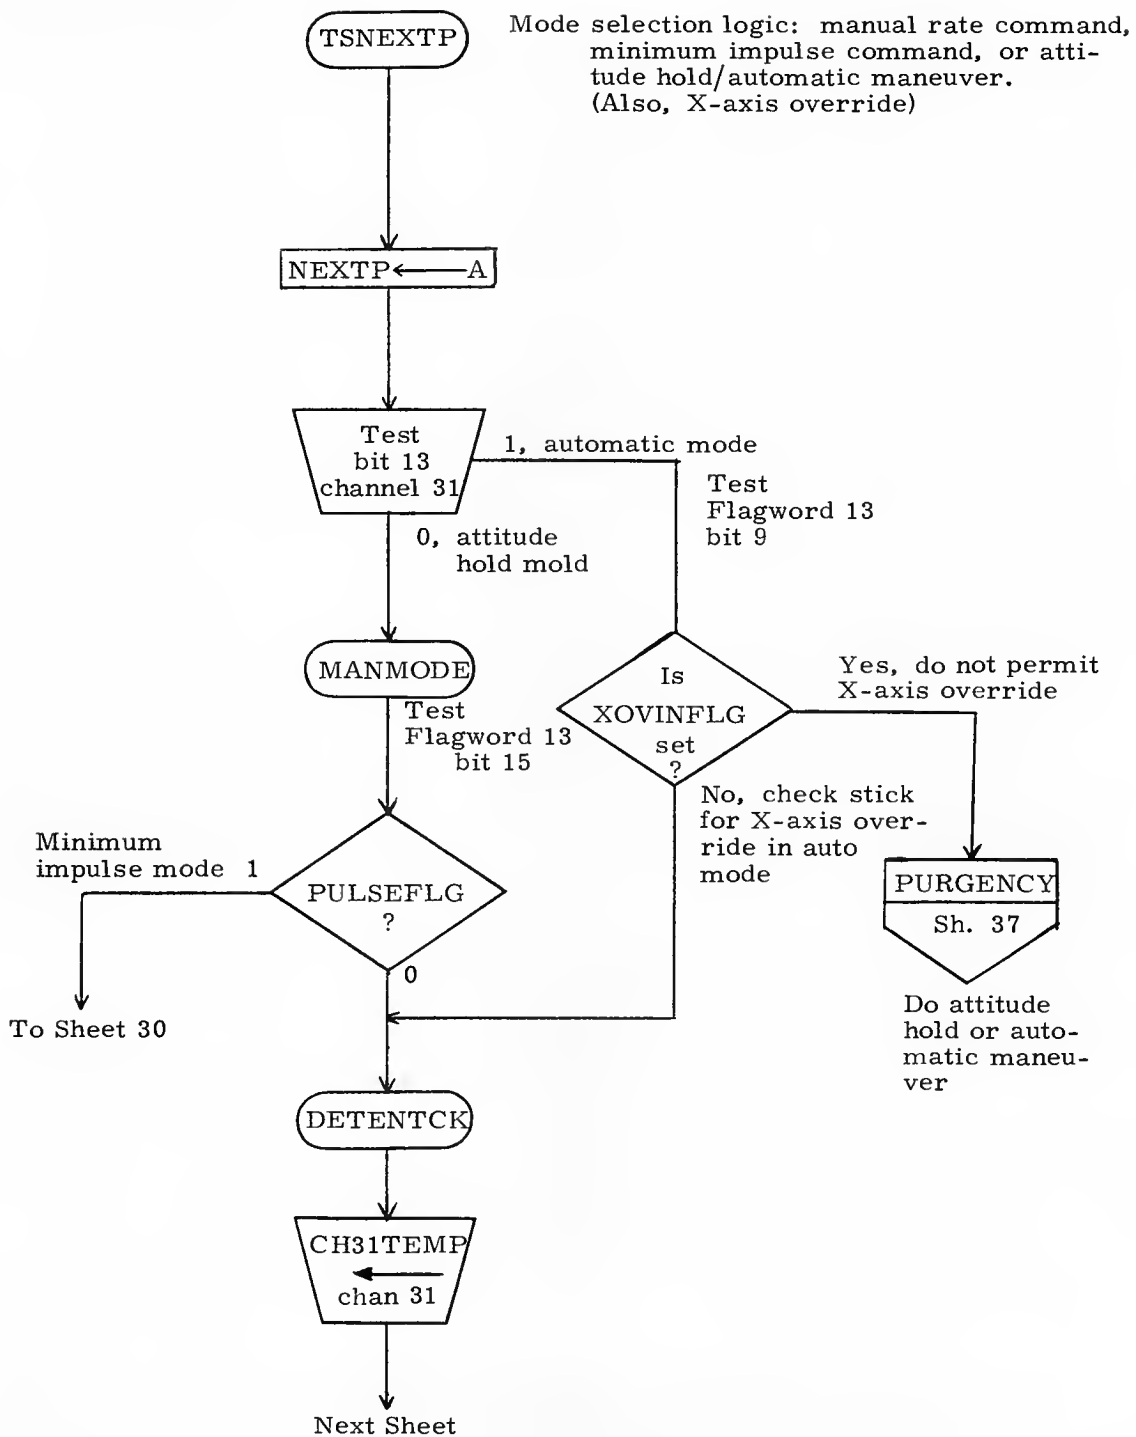 TSNEXTP
Mode selection logic: manual rate command,
minimum impulse command, or atti-
tude hold/automatic maneuver.
(Also, X-axis override)
NEXTP←A
Test
bit 13
channel 31
1, automatic mode
Test
Flagword 13
bit 9
0, attitude
hold mold
MANMODE
Test
Flagword 13
bit 15
Is
XOVINFLG
set
?
Yes, do not permit
X-axis override
No, check stick
for X-axis over-
ride in auto
mode
Minimum
impulse mode 1
PULSEFLG
?
0
PURGENCY
Sh. 37
To Sheet 30
Do attitude
hold or auto-
matic maneu-
ver
DETENTCK
CH31TEMP
←
chan 31
Next Sheet